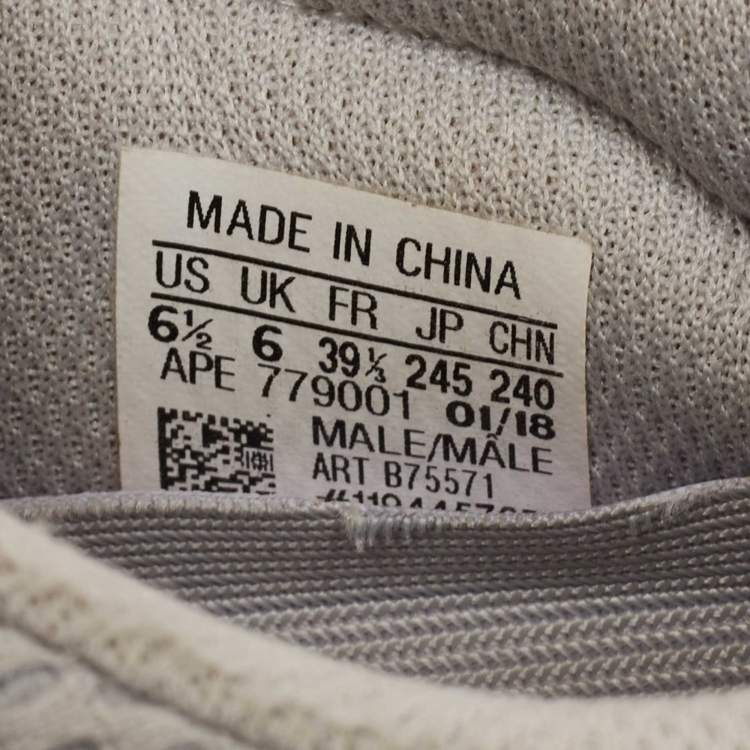 MADE IN CHINA
US UK FR JP CHN
6½ 6 39⅓ 245 240
APE 779001 01/18
MALE/MÂLE
ART B75571